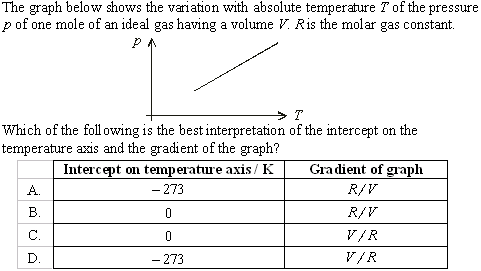 The graph below shows the variation with absolute temperature T of the pressure
p of one mole of an ideal gas having a volume V. R is the molar gas constant.
p
T
Which of the following is the best interpretation of the intercept on the
temperature axis and the gradient of the graph?
Intercept on temperature axis / K Gradient of graph
A. – 273 R/V
B. 0 R/V
C. 0 V/R
D. – 273 V/R